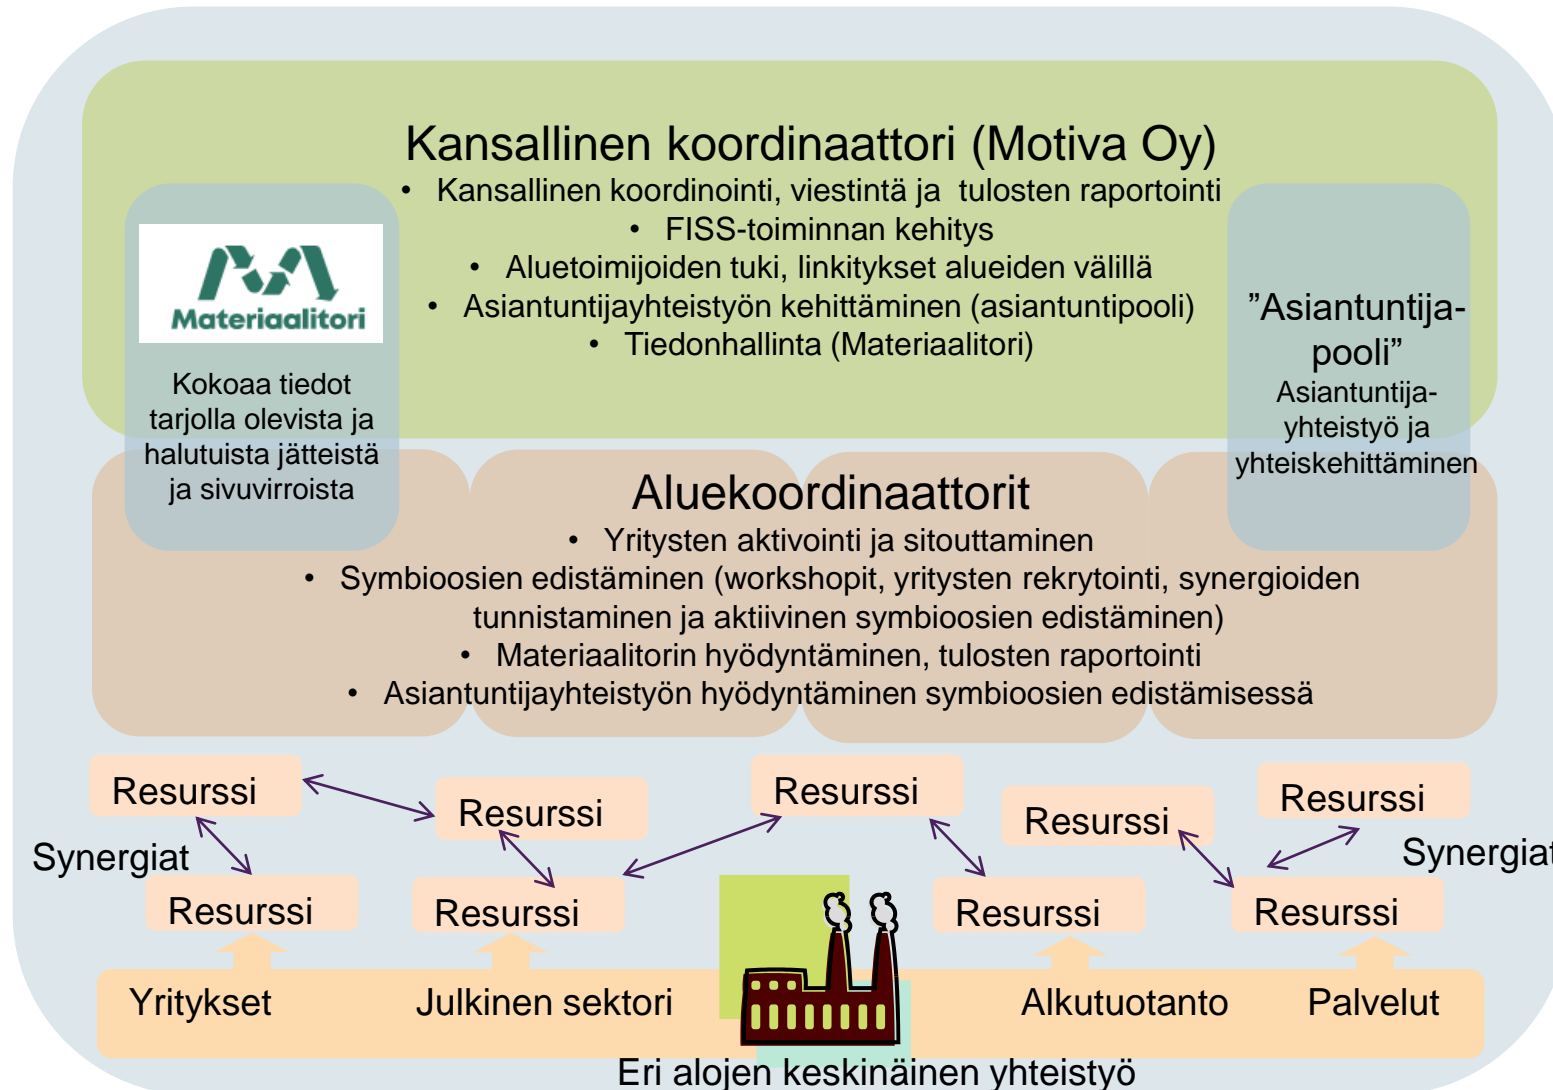 Kansallinen koordinaattori (Motiva Oy)
• Kansallinen koordinointi, viestintä ja tulosten raportointi
• FISS-toiminnan kehitys
• Aluetoimijoiden tuki, linkitykset alueiden välillä
• Asiantuntijayhteistyön kehittäminen (asiantuntipooli)
• Tiedonhallinta (Materiaalitori)
Materiaalitori
Kokoaa tiedot
tarjolla olevista ja
halutuista jätteistä
ja sivuvirroista
”Asiantuntija-
pooli”
Asiantuntija-
yhteistyö ja
yhteiskehittäminen
Aluekoordinaattorit
• Yritysten aktivointi ja sitouttaminen
• Symbioosien edistäminen (workshopit, yritysten rekrytointi, synergioiden
tunnistaminen ja aktiivinen symbioosien edistäminen)
• Materiaalitorin hyödyntäminen, tulosten raportointi
• Asiantuntijayhteistyön hyödyntäminen symbioosien edistämisessä
Resurssi
Resurssi
Resurssi
Resurssi
Resurssi
Synergiat
Synergiat
Resurssi
Resurssi
Resurssi
Resurssi
Yritykset
Julkinen sektori
Alkutuotanto
Palvelut
Eri alojen keskinäinen yhteistyö